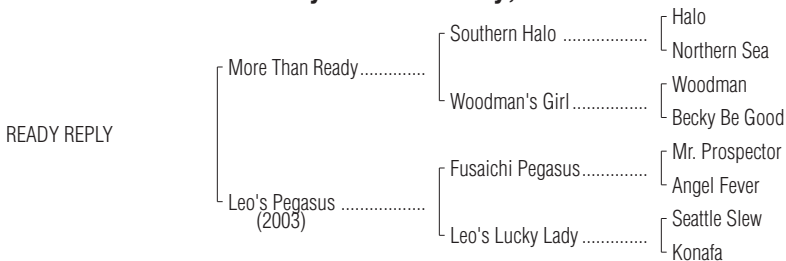 Halo
Southern Halo ..................
Northern Sea
More Than Ready..............
Woodman
Woodman's Girl................
Becky Be Good
READY REPLY
Mr. Prospector
Fusaichi Pegasus..............
Angel Fever
Leo's Pegasus ..................
(2003)
Seattle Slew
Leo's Lucky Lady ..............
Konafa